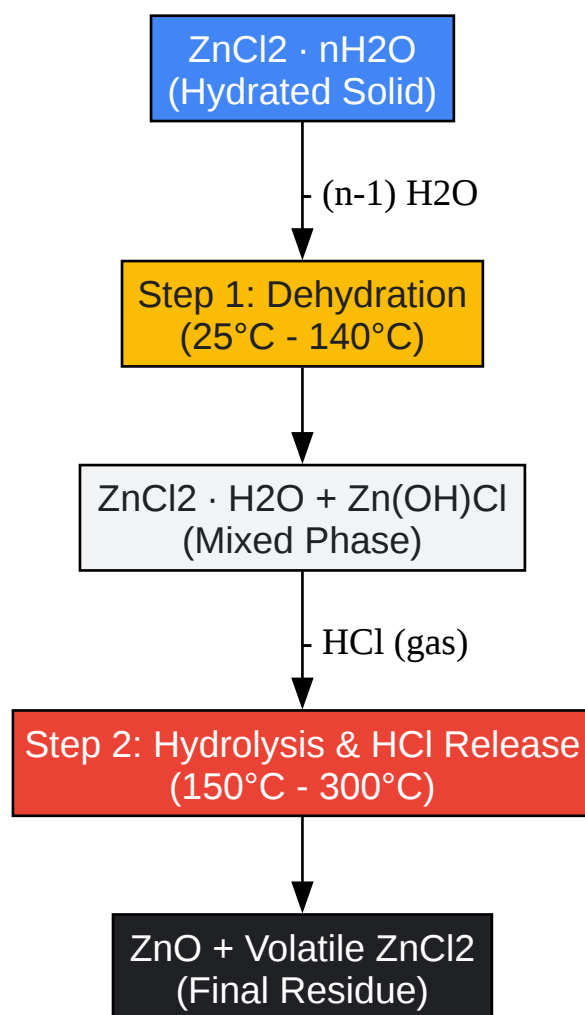 ZnCl2 · nH2O
(Hydrated Solid)
- (n-1) H2O
Step 1: Dehydration
(25°C - 140°C)
ZnCl2 · H2O + Zn(OH)Cl
(Mixed Phase)
- HCl (gas)
Step 2: Hydrolysis & HCl Release
(150°C - 300°C)
ZnO + Volatile ZnCl2
(Final Residue)